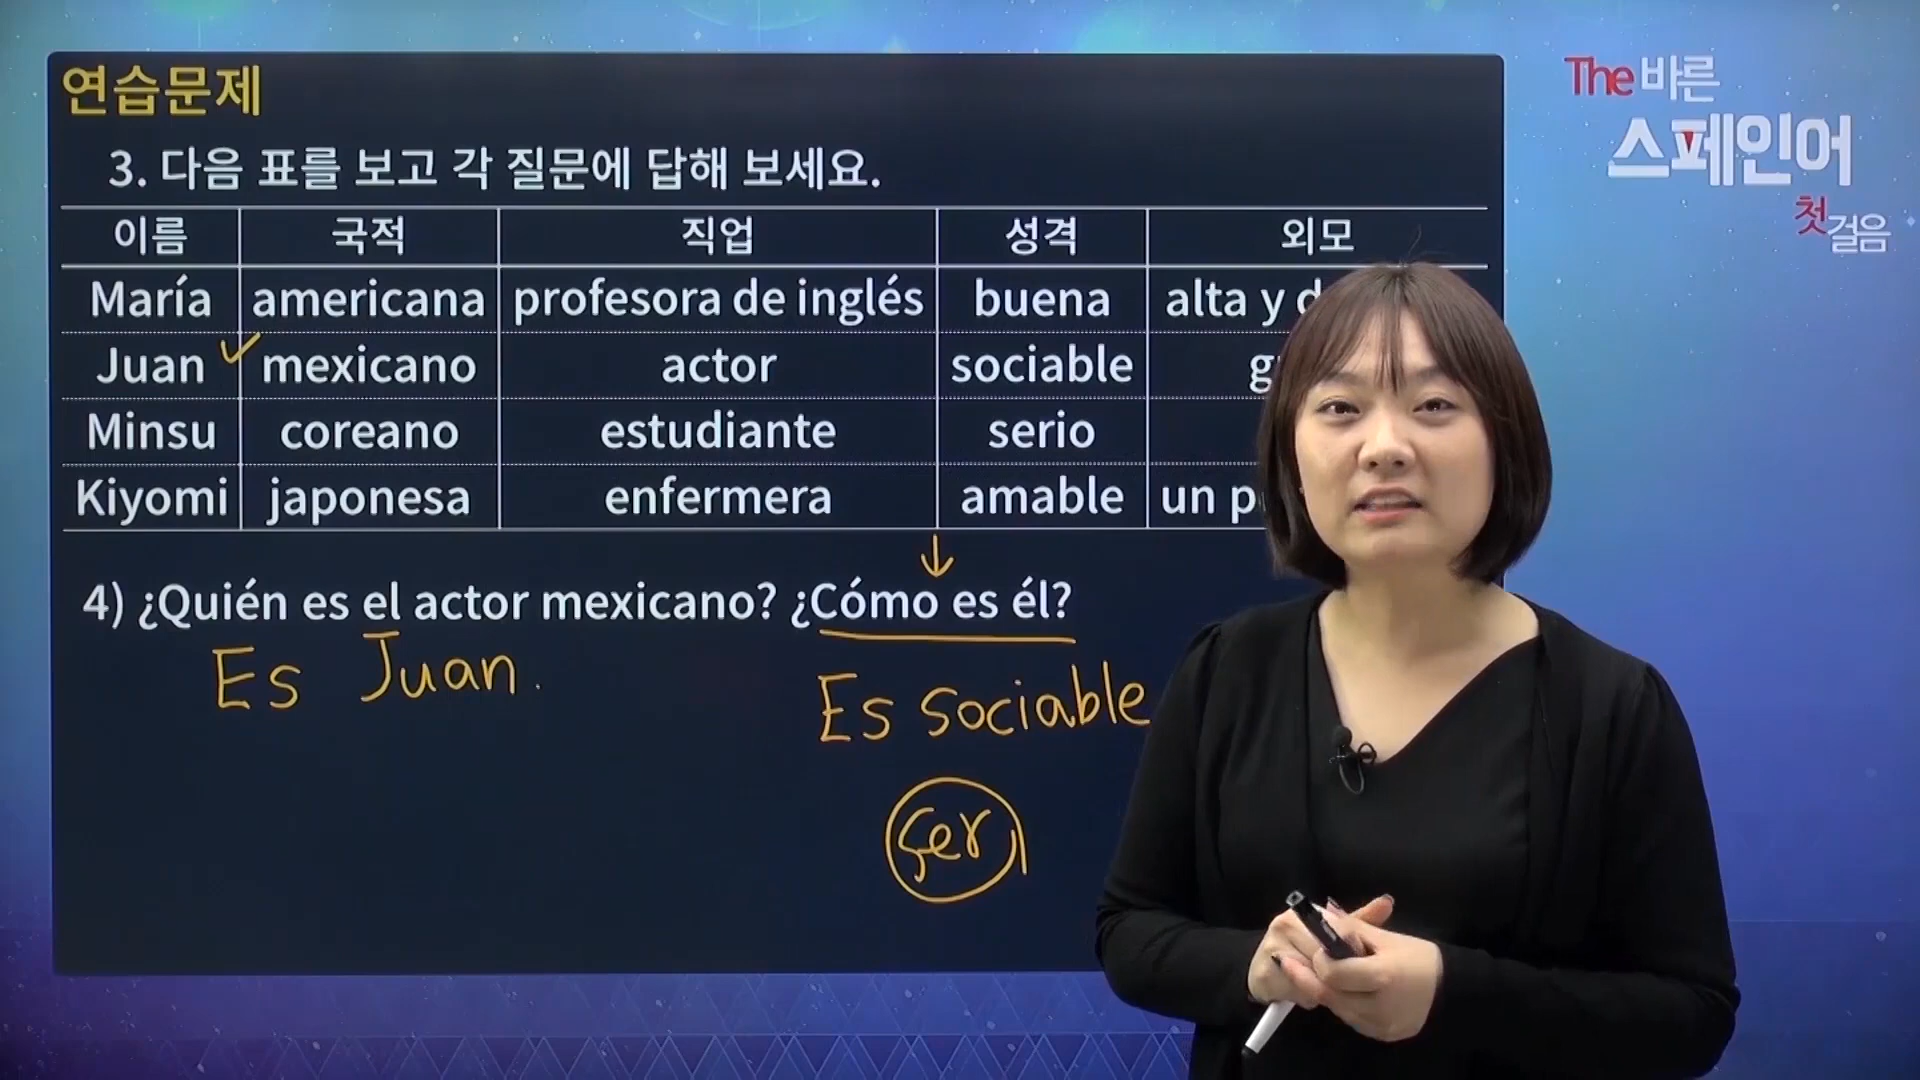 연습문제
3. 다음 표를 보고 각 질문에 답해 보세요.
이름 국적 직업 성격 외모
María americana profesora de inglés buena alta y
Juan mexicano actor sociable
Minsu coreano estudiante serio
Kiyomi japonesa enfermera amable un
4) ¿Quién es el actor mexicano? ¿Cómo es él?
Es Juan.
Es sociable
ser
The 바른
스페인어
첫걸음